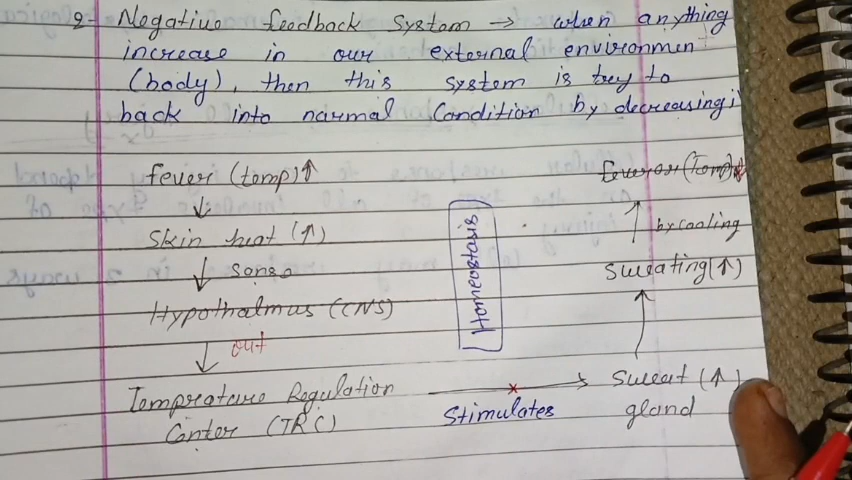 2- Negative feedback system → when anything
increase in our external environmen
(body), then this system is try to
back into normal condition by decreasing i
fever (temp)↑
↓
Skin heat (↑)
↓ sense
Hypothalmus (CNS)
↓ out
Temprature Regulation
Center (TRC)
Stimulates
Sweat (↑)
gland
↑
Sweating (↑)
↑ by cooling
fever or (Temp)↓
Homeostasis